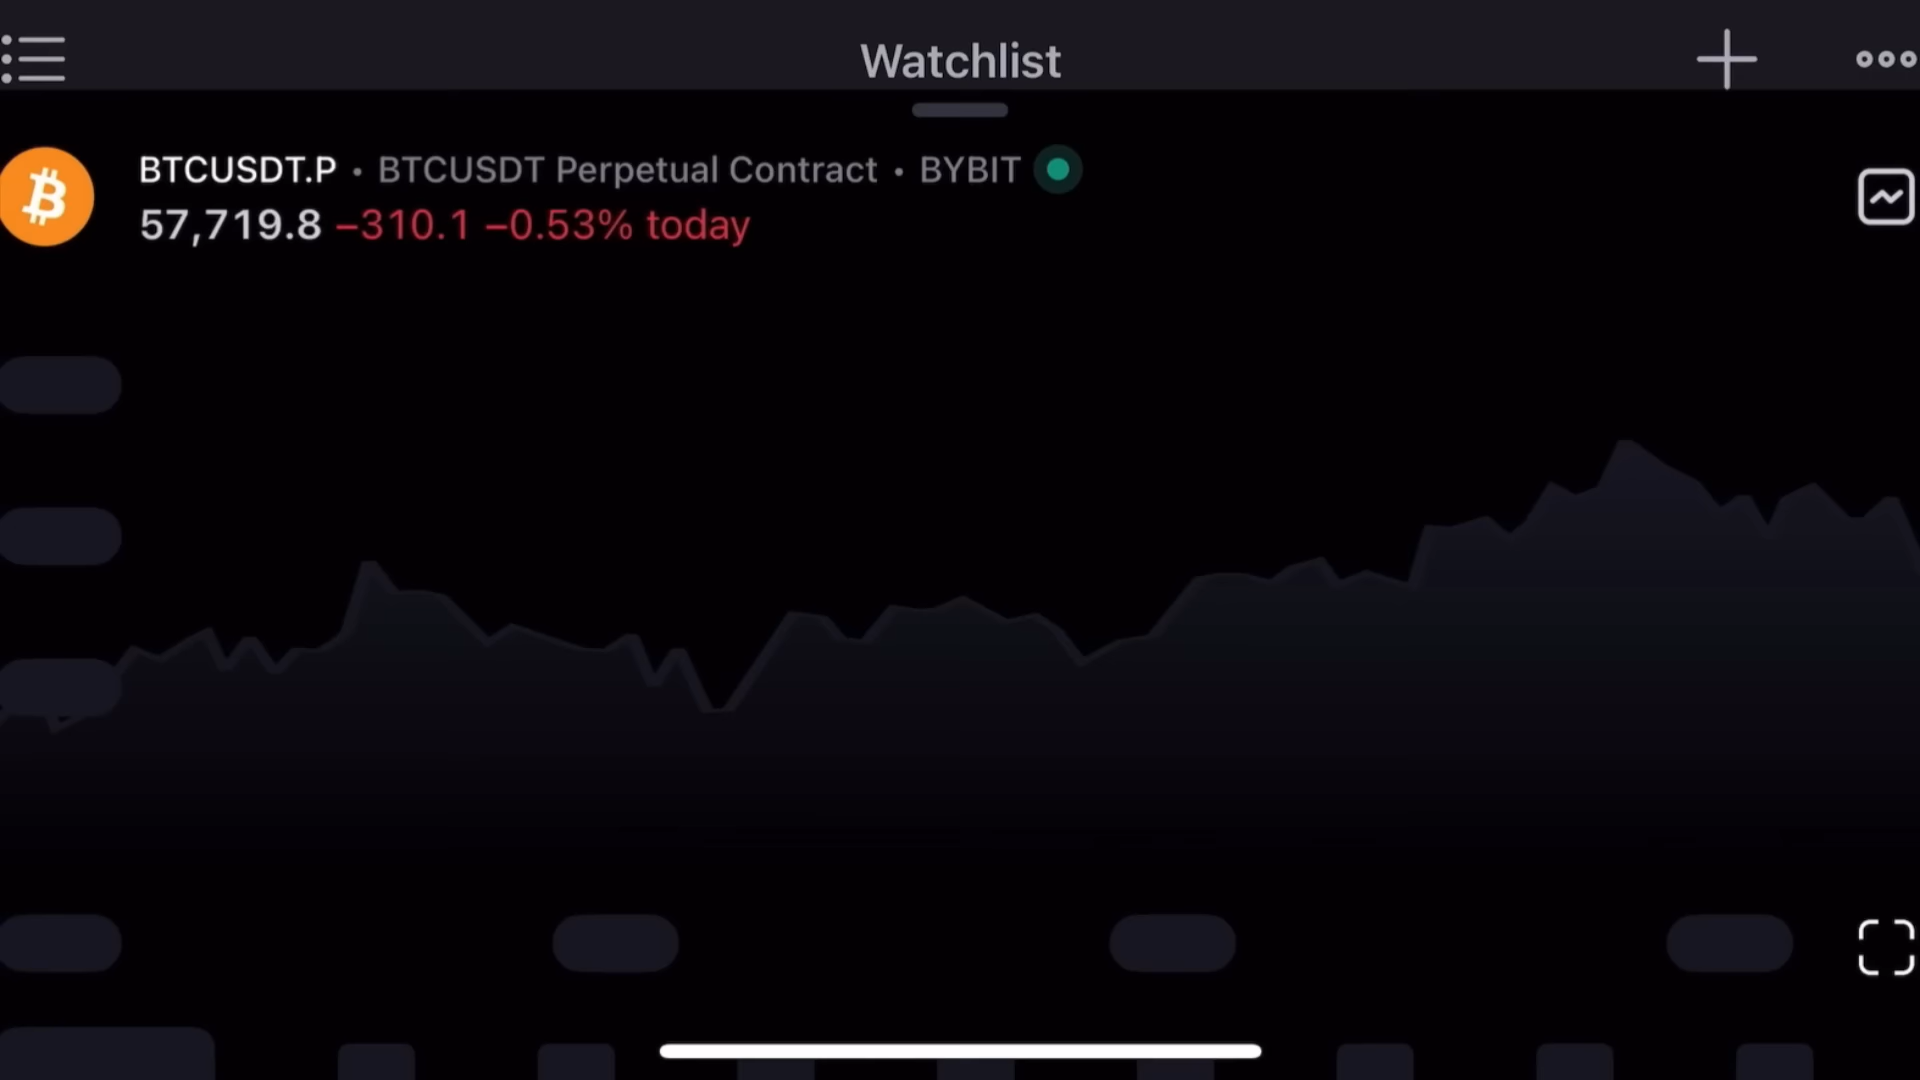 Watchlist
BTCUSDT.P · BTCUSDT Perpetual Contract · BYBIT
57,719.8 −310.1 −0.53% today